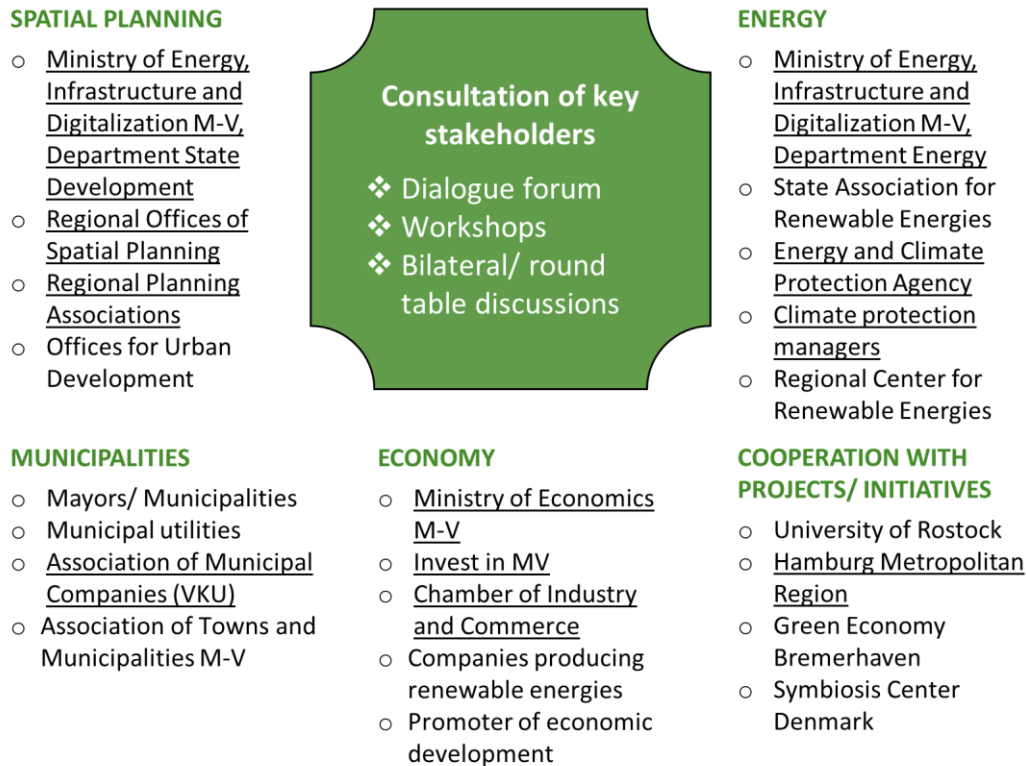 SPATIAL PLANNING
○ Ministry of Energy,
Infrastructure and
Digitalization M-V,
Department State
Development
○ Regional Offices of
Spatial Planning
○ Regional Planning
Associations
○ Offices for Urban
Development
Consultation of key
stakeholders
❖ Dialogue forum
❖ Workshops
❖ Bilateral/ round
table discussions
ENERGY
○ Ministry of Energy,
Infrastructure and
Digitalization M-V,
Department Energy
○ State Association for
Renewable Energies
○ Energy and Climate
Protection Agency
○ Climate protection
managers
○ Regional Center for
Renewable Energies
MUNICIPALITIES
○ Mayors/ Municipalities
○ Municipal utilities
○ Association of Municipal
Companies (VKU)
○ Association of Towns and
Municipalities M-V
ECONOMY
○ Ministry of Economics
M-V
○ Invest in MV
○ Chamber of Industry
and Commerce
○ Companies producing
renewable energies
○ Promoter of economic
development
COOPERATION WITH
PROJECTS/ INITIATIVES
○ University of Rostock
○ Hamburg Metropolitan
Region
○ Green Economy
Bremerhaven
○ Symbiosis Center
Denmark